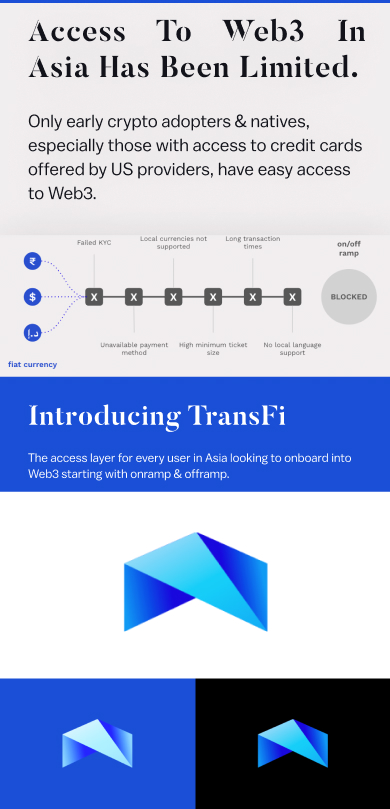 Access To Web3 In
Asia Has Been Limited.
Only early crypto adopters & natives,
especially those with access to credit cards
offered by US providers, have easy access
to Web3.
Failed KYC
Local currencies not
supported
Long transaction
times
on/off
ramp
₹
$
د.إ
X X X X X X
BLOCKED
Unavailable payment
method
High minimum ticket
size
No local language
support
fiat currency
Introducing TransFi
The access layer for every user in Asia looking to onboard into
Web3 starting with onramp & offramp.